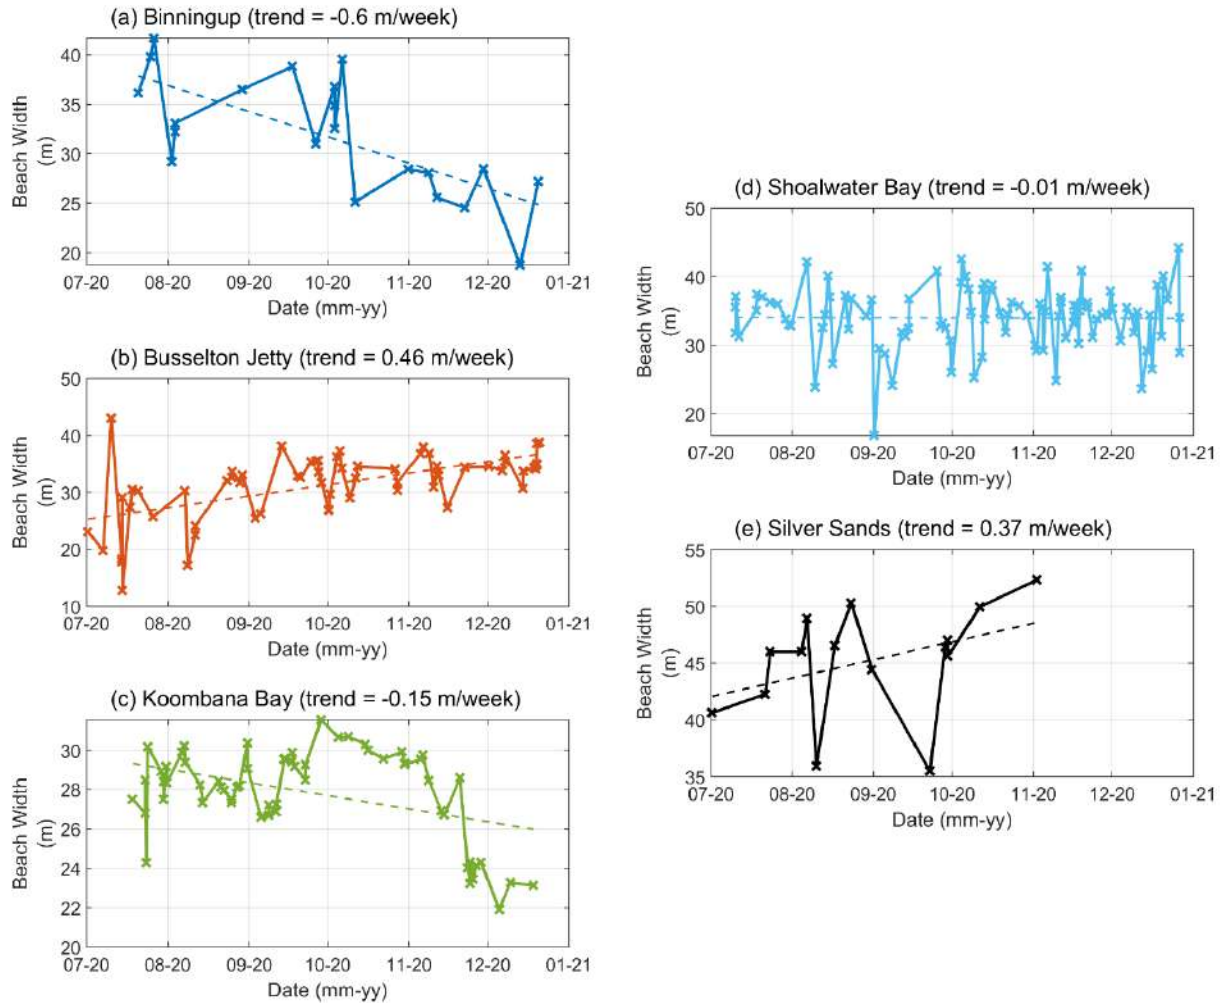 (a) Binningup (trend = -0.6 m/week)
40
35
30
25
20
Beach Width
(m)
07-20 08-20 09-20 10-20 11-20 12-20 01-21
Date (mm-yy)
(b) Busselton Jetty (trend = 0.46 m/week)
50
40
30
20
10
Beach Width
(m)
07-20 08-20 09-20 10-20 11-20 12-20 01-21
Date (mm-yy)
(c) Koombana Bay (trend = -0.15 m/week)
30
28
26
24
22
20
Beach Width
(m)
07-20 08-20 09-20 10-20 11-20 12-20 01-21
Date (mm-yy)
(d) Shoalwater Bay (trend = -0.01 m/week)
50
40
30
20
Beach Width
(m)
07-20 08-20 09-20 10-20 11-20 12-20 01-21
Date (mm-yy)
(e) Silver Sands (trend = 0.37 m/week)
55
50
45
40
35
Beach Width
(m)
07-20 08-20 09-20 10-20 11-20 12-20 01-21
Date (mm-yy)